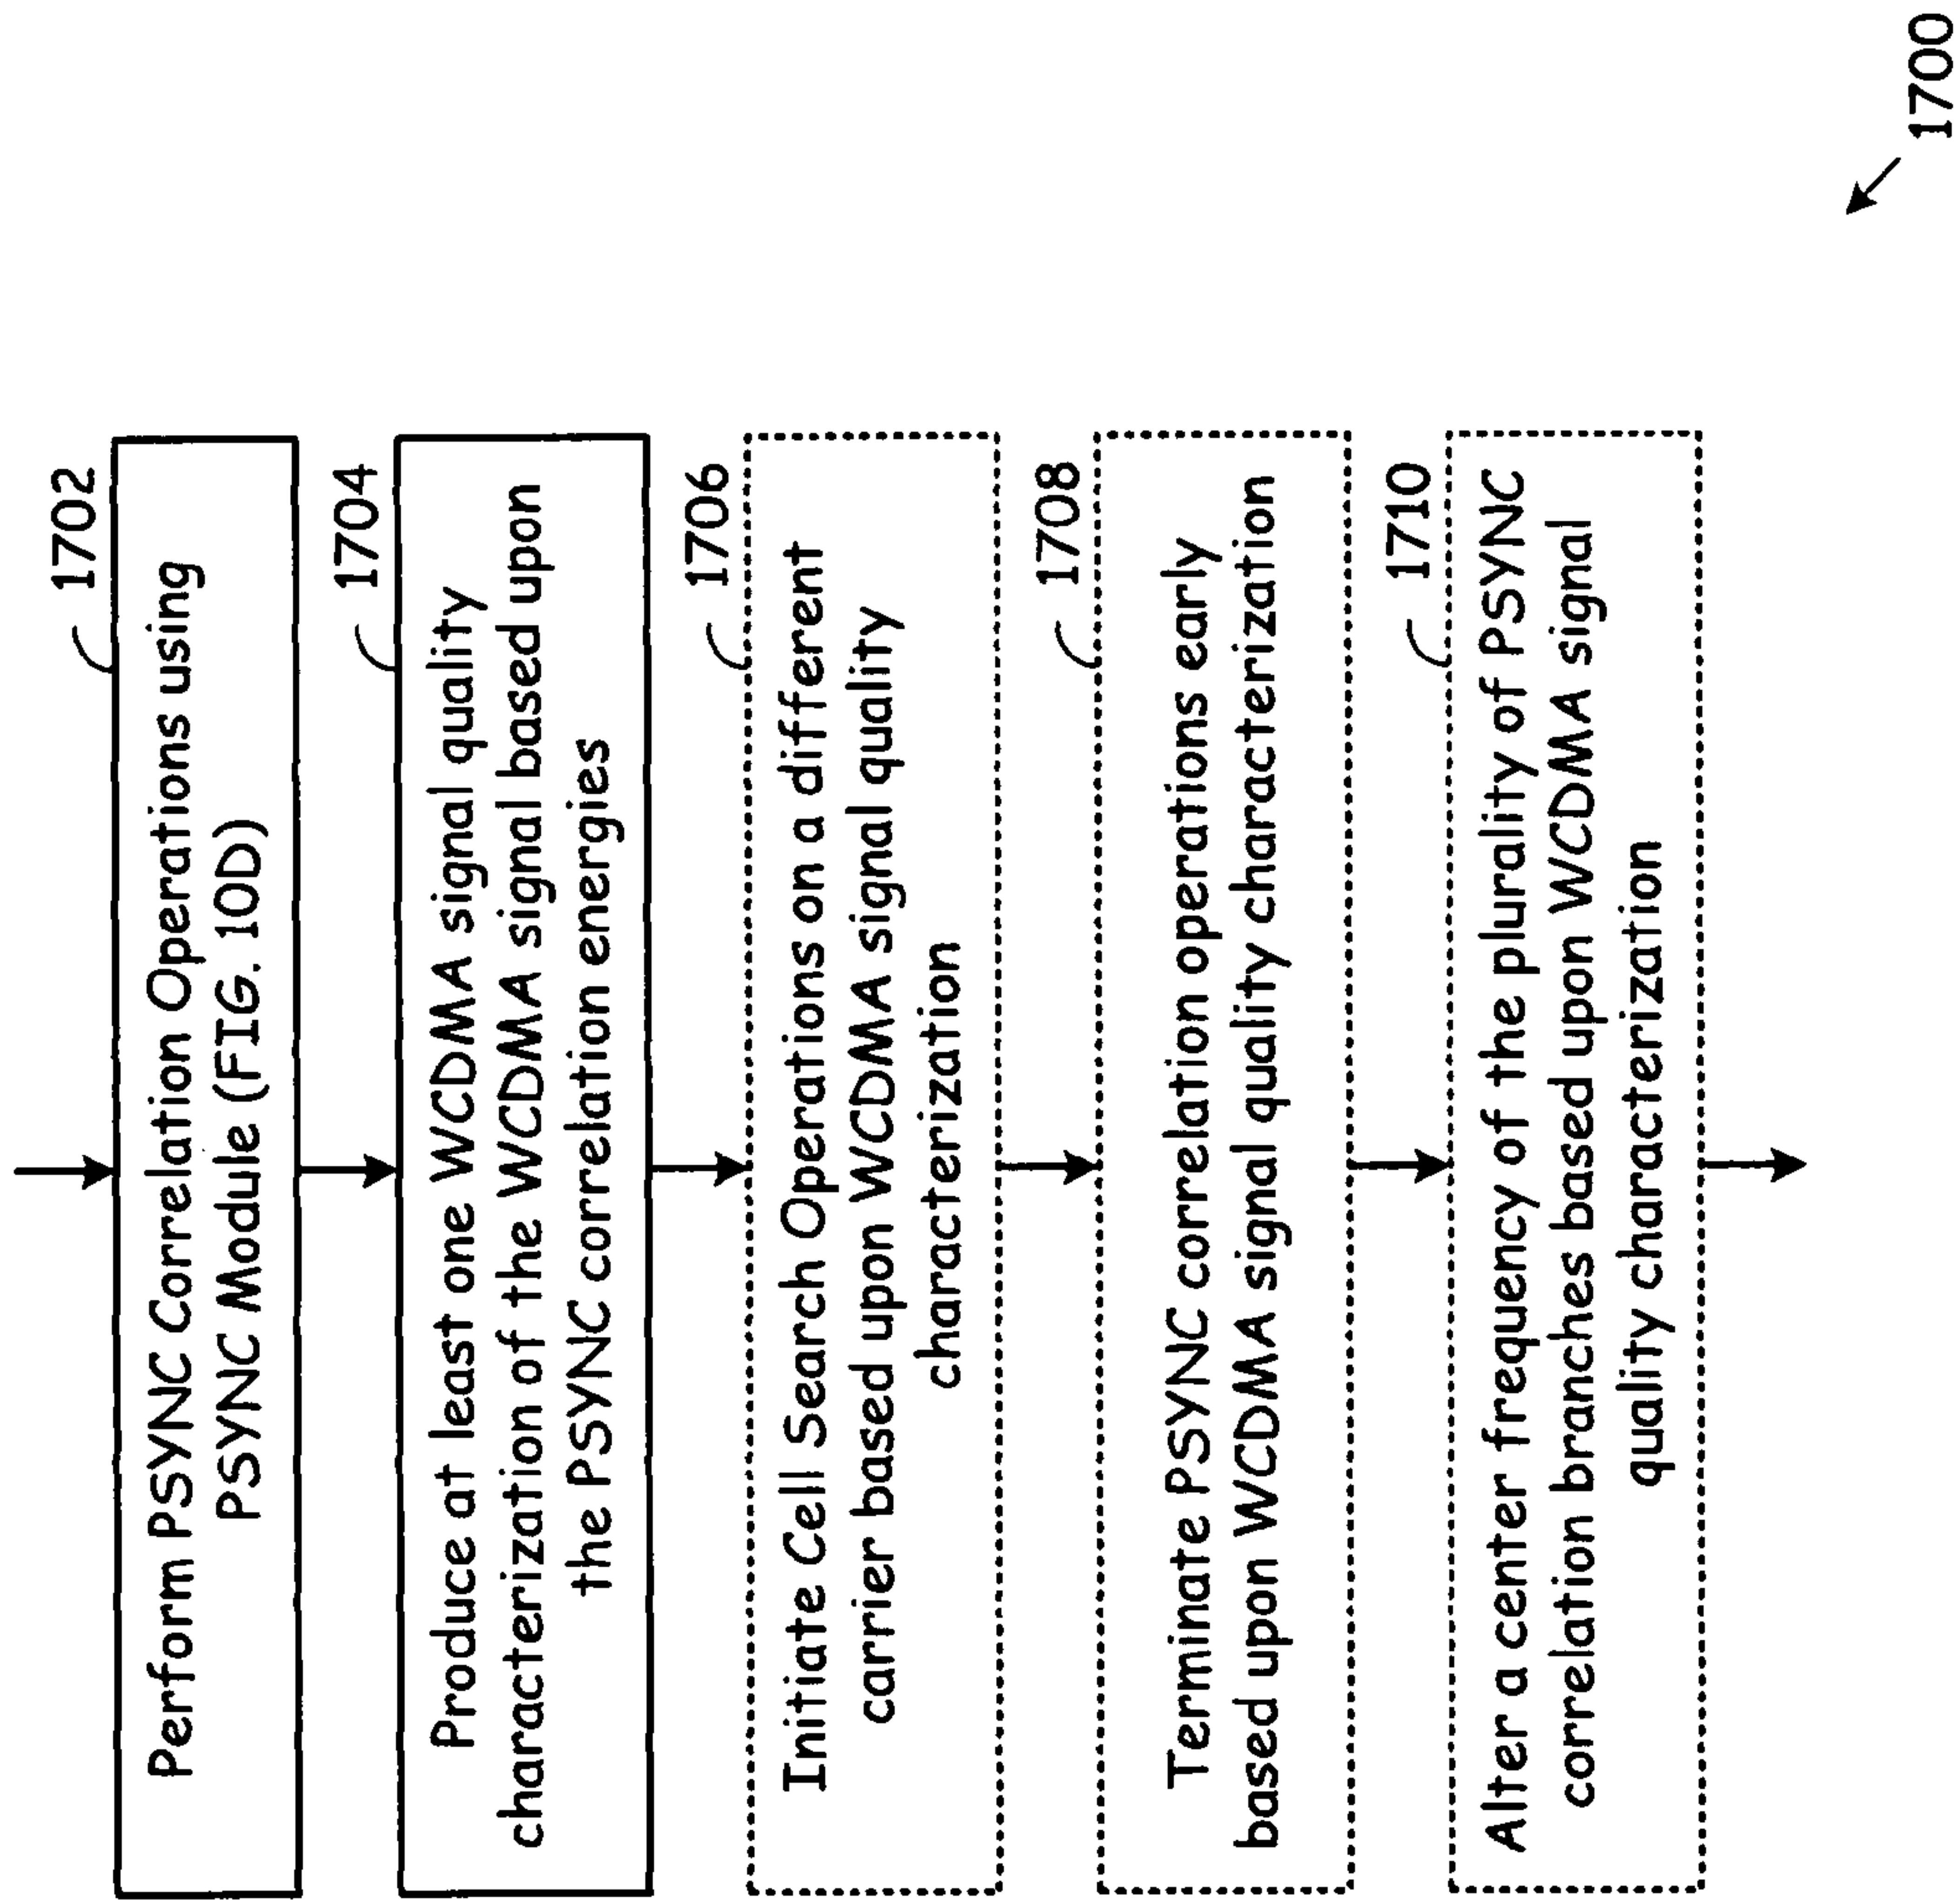 1702
Perform PSYNC Correlation Operations using
PSYNC Module (FIG. 10D)
1704
Produce at least one WCDMA signal quality
characterization of the WCDMA signal based upon
the PSYNC correlation energies
1706
Initiate Cell Search Operations on a different
carrier based upon WCDMA signal quality
characterization
1708
Terminate PSYNC correlation operations early
based upon WCDMA signal quality characterization
1710
Alter a center frequency of the plurality of PSYNC
correlation branches based upon WCDMA signal
quality characterization
1700